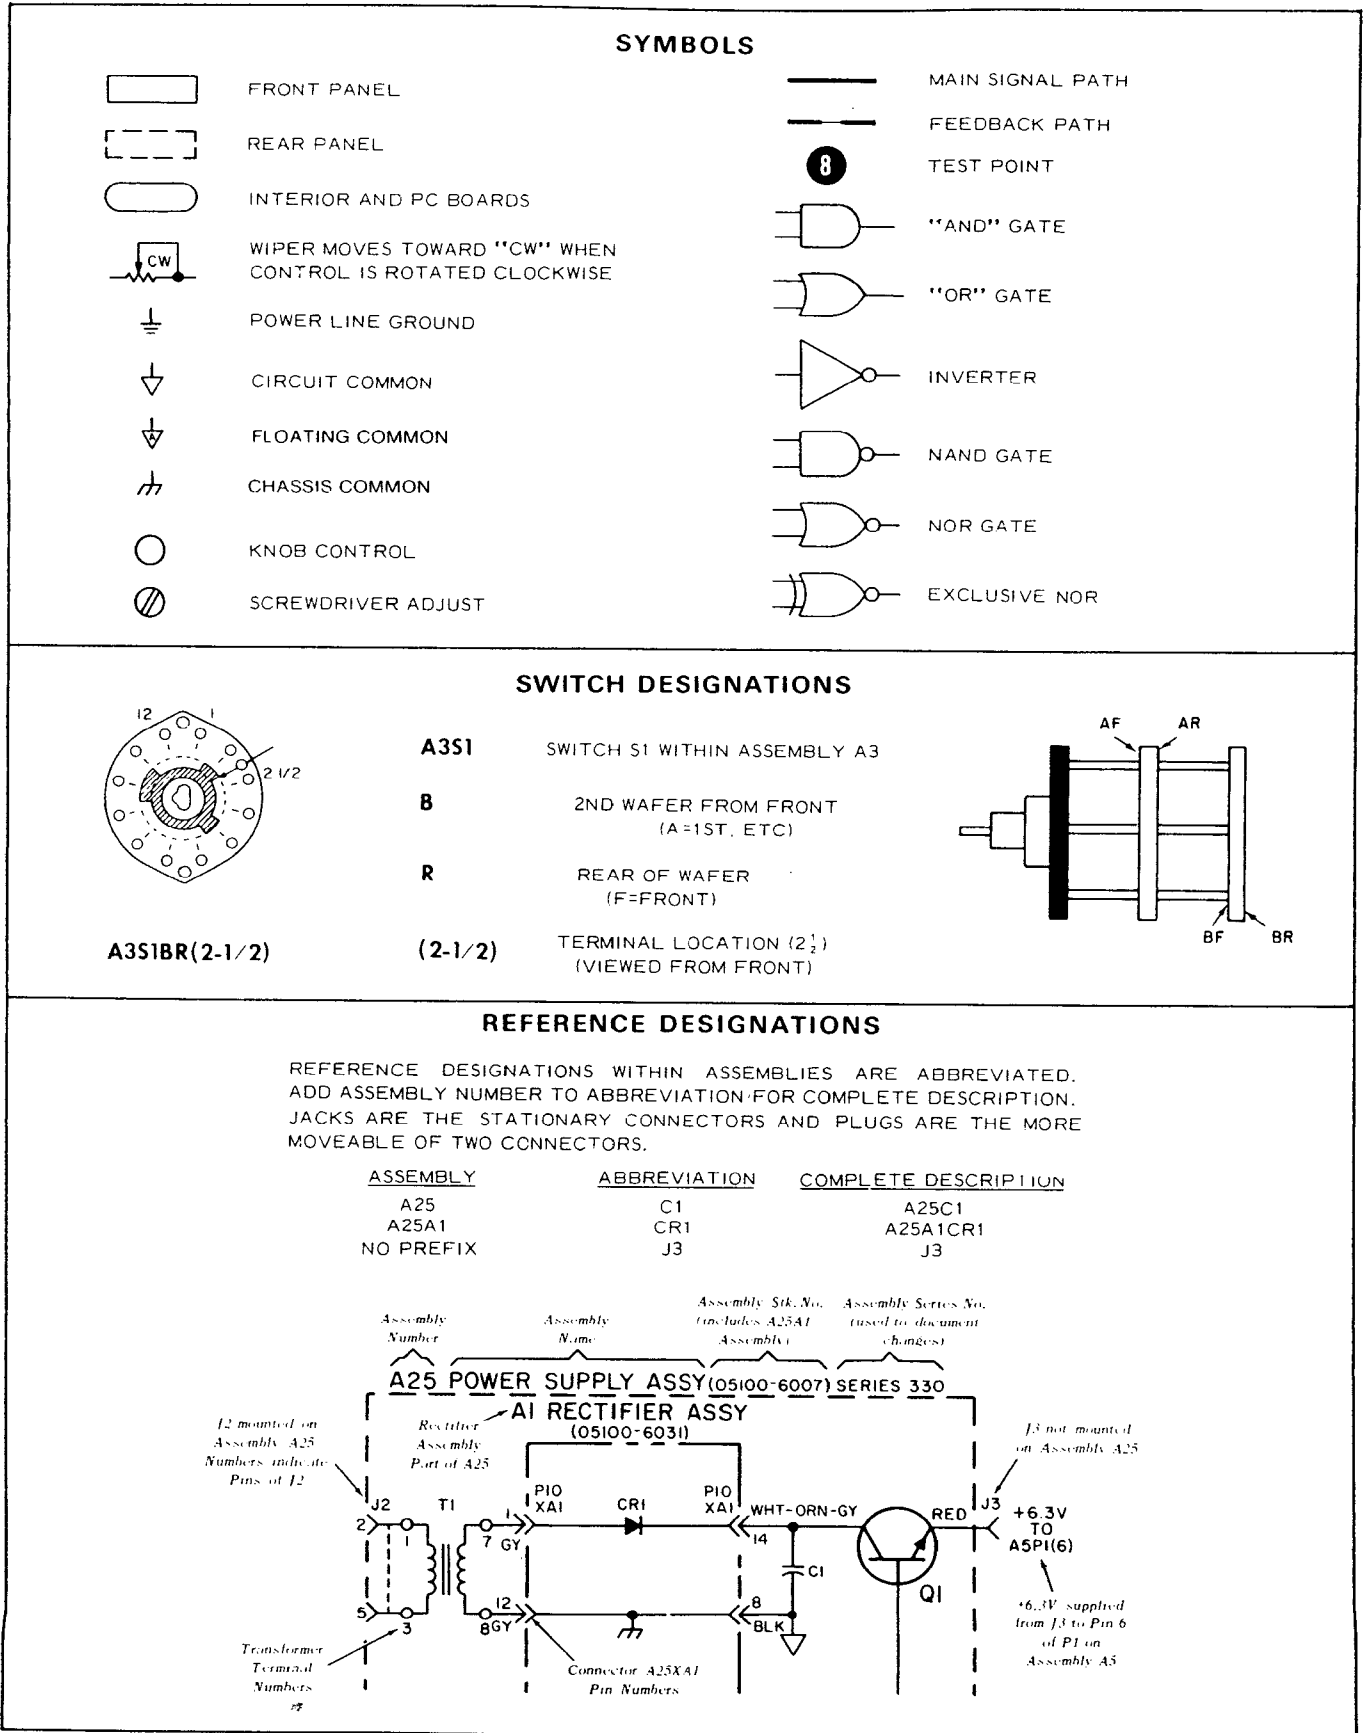 SYMBOLS
FRONT PANEL
REAR PANEL
INTERIOR AND PC BOARDS
CW
WIPER MOVES TOWARD "CW" WHEN
CONTROL IS ROTATED CLOCKWISE
POWER LINE GROUND
CIRCUIT COMMON
A
FLOATING COMMON
CHASSIS COMMON
KNOB CONTROL
SCREWDRIVER ADJUST
MAIN SIGNAL PATH
FEEDBACK PATH
8
TEST POINT
"AND" GATE
"OR" GATE
INVERTER
NAND GATE
NOR GATE
EXCLUSIVE NOR
SWITCH DESIGNATIONS
12 1
2 1/2
A3S1BR(2-1/2)
A3S1 SWITCH S1 WITHIN ASSEMBLY A3
B 2ND WAFER FROM FRONT
(A=1ST, ETC)
R REAR OF WAFER
(F=FRONT)
(2-1/2) TERMINAL LOCATION (2½)
(VIEWED FROM FRONT)
AF AR
BF BR
REFERENCE DESIGNATIONS
REFERENCE DESIGNATIONS WITHIN ASSEMBLIES ARE ABBREVIATED.
ADD ASSEMBLY NUMBER TO ABBREVIATION FOR COMPLETE DESCRIPTION.
JACKS ARE THE STATIONARY CONNECTORS AND PLUGS ARE THE MORE
MOVEABLE OF TWO CONNECTORS.
ASSEMBLY ABBREVIATION COMPLETE DESCRIPTION
A25 C1 A25C1
A25A1 CR1 A25A1CR1
NO PREFIX J3 J3
Assembly
Number
Assembly
Name
Assembly Stk. No.
(includes A25A1
Assembly)
Assembly Series No.
(used to document
changes)
A25 POWER SUPPLY ASSY (05100-6007) SERIES 330
A1 RECTIFIER ASSY
(05100-6031)
J2 mounted on
Assembly A25
Numbers indicate
Pins of J2
Rectifier
Assembly
Part of A25
J3 not mounted
on Assembly A25
J2 T1
P10
XA1
CR1
P10
XA1
WHT-ORN-GY
RED
J3
+6.3V
TO
A5P1(6)
2 1 7 1
GY
14
C1
Q1
5 3 8 GY 12
8
BLK
Transformer
Terminal
Numbers
Connector A25XA1
Pin Numbers
+6.3V supplied
from J3 to Pin 6
of P1 on
Assembly A5